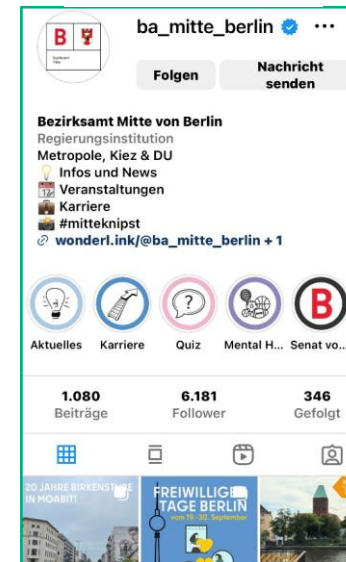 ba_mitte_berlin
B
Folgen
Nachricht
senden
Bezirksamt Mitte von Berlin
Regierungsinstitution
Metropole, Kiez & DU
Infos und News
Veranstaltungen
Karriere
#mitteknipst
wonderl.ink/@ba_mitte_berlin + 1
?
B
Aktuelles Karriere Quiz Mental H... Senat vo...
1.080 6.181 346
Beiträge Follower Gefolgt
20 JAHRE BIRKENSTR
IN MOABIT!
FREIWILLIG
TAGE BERLIN
vom 19.-30. September